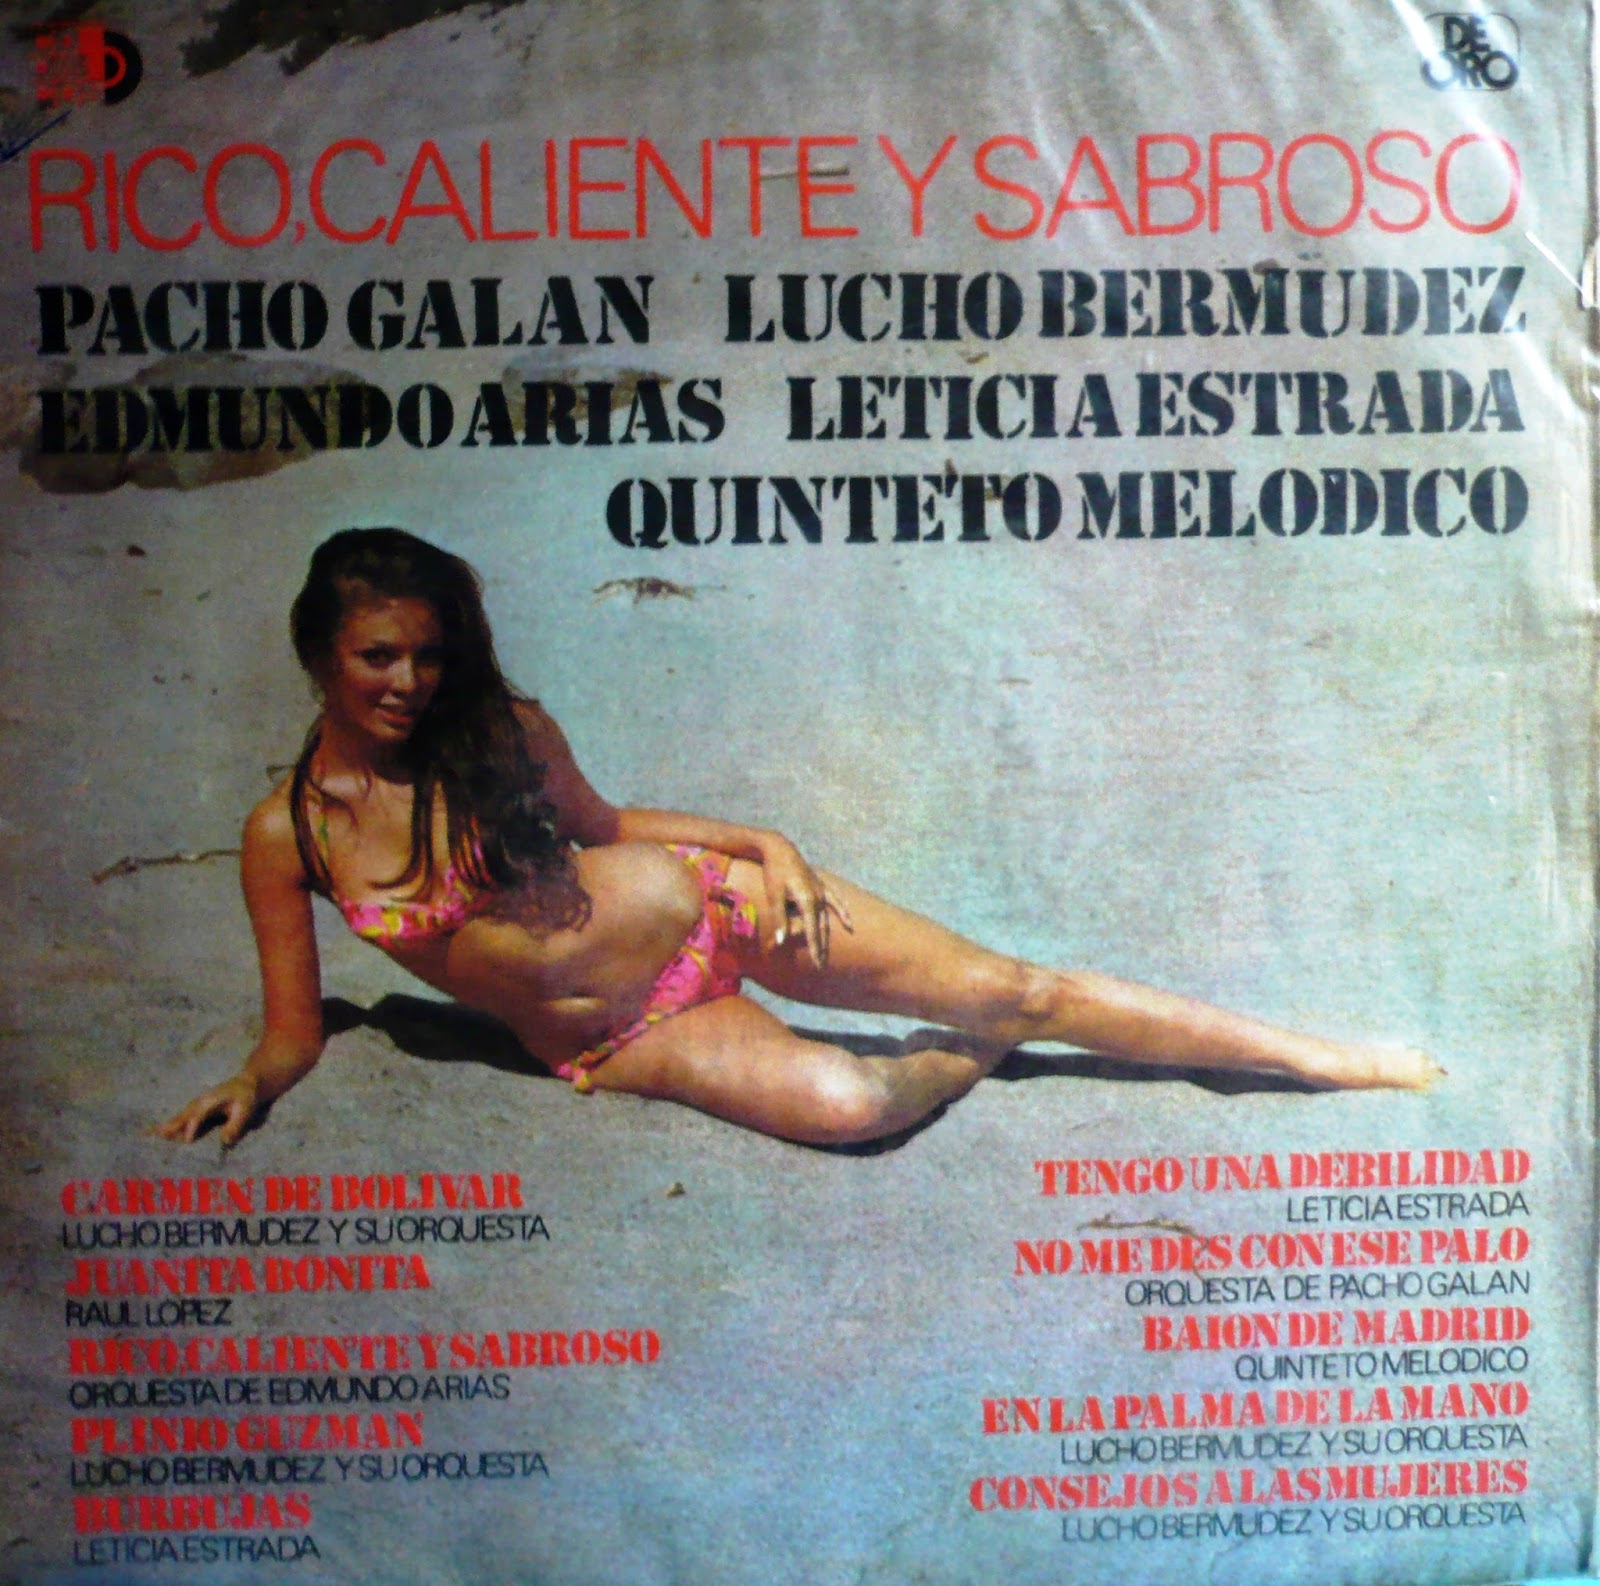 DE
ORO
RICO, CALIENTE Y SABROSO
PACHO GALAN LUCHO BERMUDEZ
EDMUNDO ARIAS LETICIA ESTRADA
QUINTETO MELODICO
CARMEN DE BOLIVAR
LUCHO BERMUDEZ Y SU ORQUESTA
JUANITA BONITA
RAUL LOPEZ
RICO, CALIENTE Y SABROSO
ORQUESTA DE EDMUNDO ARIAS
PLINIO GUZMAN
LUCHO BERMUDEZ Y SU ORQUESTA
BURBUJAS
LETICIA ESTRADA
TENGO UNA DEBILIDAD
LETICIA ESTRADA
NO ME DES CON ESE PALO
ORQUESTA DE PACHO GALAN
BAION DE MADRID
QUINTETO MELODICO
EN LA PALMA DE LA MANO
LUCHO BERMUDEZ Y SU ORQUESTA
CONSEJOS A LAS MUJERES
LUCHO BERMUDEZ Y SU ORQUESTA